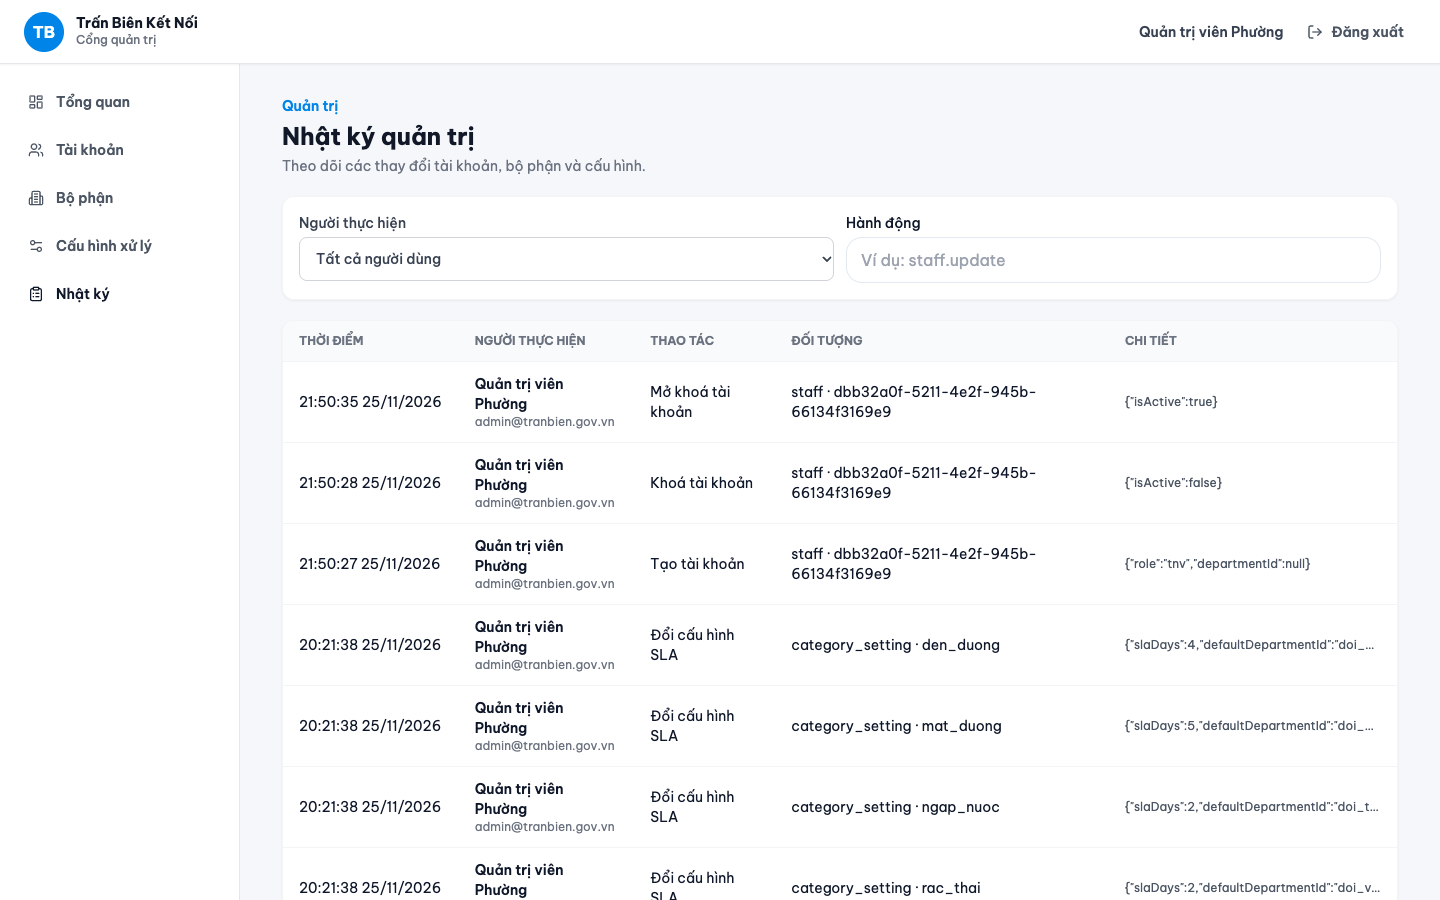 TB
Trấn Biên Kết Nối
Cổng quản trị
Quản trị viên Phường
Đăng xuất
Tổng quan
Tài khoản
Bộ phận
Cấu hình xử lý
Nhật ký
Quản trị
Nhật ký quản trị
Theo dõi các thay đổi tài khoản, bộ phận và cấu hình.
Người thực hiện
Tất cả người dùng
Hành động
Ví dụ: staff.update
THỜI ĐIỂM NGƯỜI THỰC HIỆN THAO TÁC ĐỐI TƯỢNG CHI TIẾT
21:50:35 25/11/2026
Quản trị viên
Phường
admin@tranbien.gov.vn
Mở khoá tài
khoản
staff · dbb32a0f-5211-4e2f-945b-
66134f3169e9
{"isActive":true}
21:50:28 25/11/2026
Quản trị viên
Phường
admin@tranbien.gov.vn
Khoá tài khoản
staff · dbb32a0f-5211-4e2f-945b-
66134f3169e9
{"isActive":false}
21:50:27 25/11/2026
Quản trị viên
Phường
admin@tranbien.gov.vn
Tạo tài khoản
staff · dbb32a0f-5211-4e2f-945b-
66134f3169e9
{"role":"tnv","departmentId":null}
20:21:38 25/11/2026
Quản trị viên
Phường
admin@tranbien.gov.vn
Đổi cấu hình
SLA
category_setting · den_duong
{"slaDays":4,"defaultDepartmentId":"doi_...
20:21:38 25/11/2026
Quản trị viên
Phường
admin@tranbien.gov.vn
Đổi cấu hình
SLA
category_setting · mat_duong
{"slaDays":5,"defaultDepartmentId":"doi_...
20:21:38 25/11/2026
Quản trị viên
Phường
admin@tranbien.gov.vn
Đổi cấu hình
SLA
category_setting · ngap_nuoc
{"slaDays":2,"defaultDepartmentId":"doi_t...
20:21:38 25/11/2026
Quản trị viên
Phường
Đổi cấu hình
SLA
category_setting · rac_thai
{"slaDays":2,"defaultDepartmentId":"doi_v...